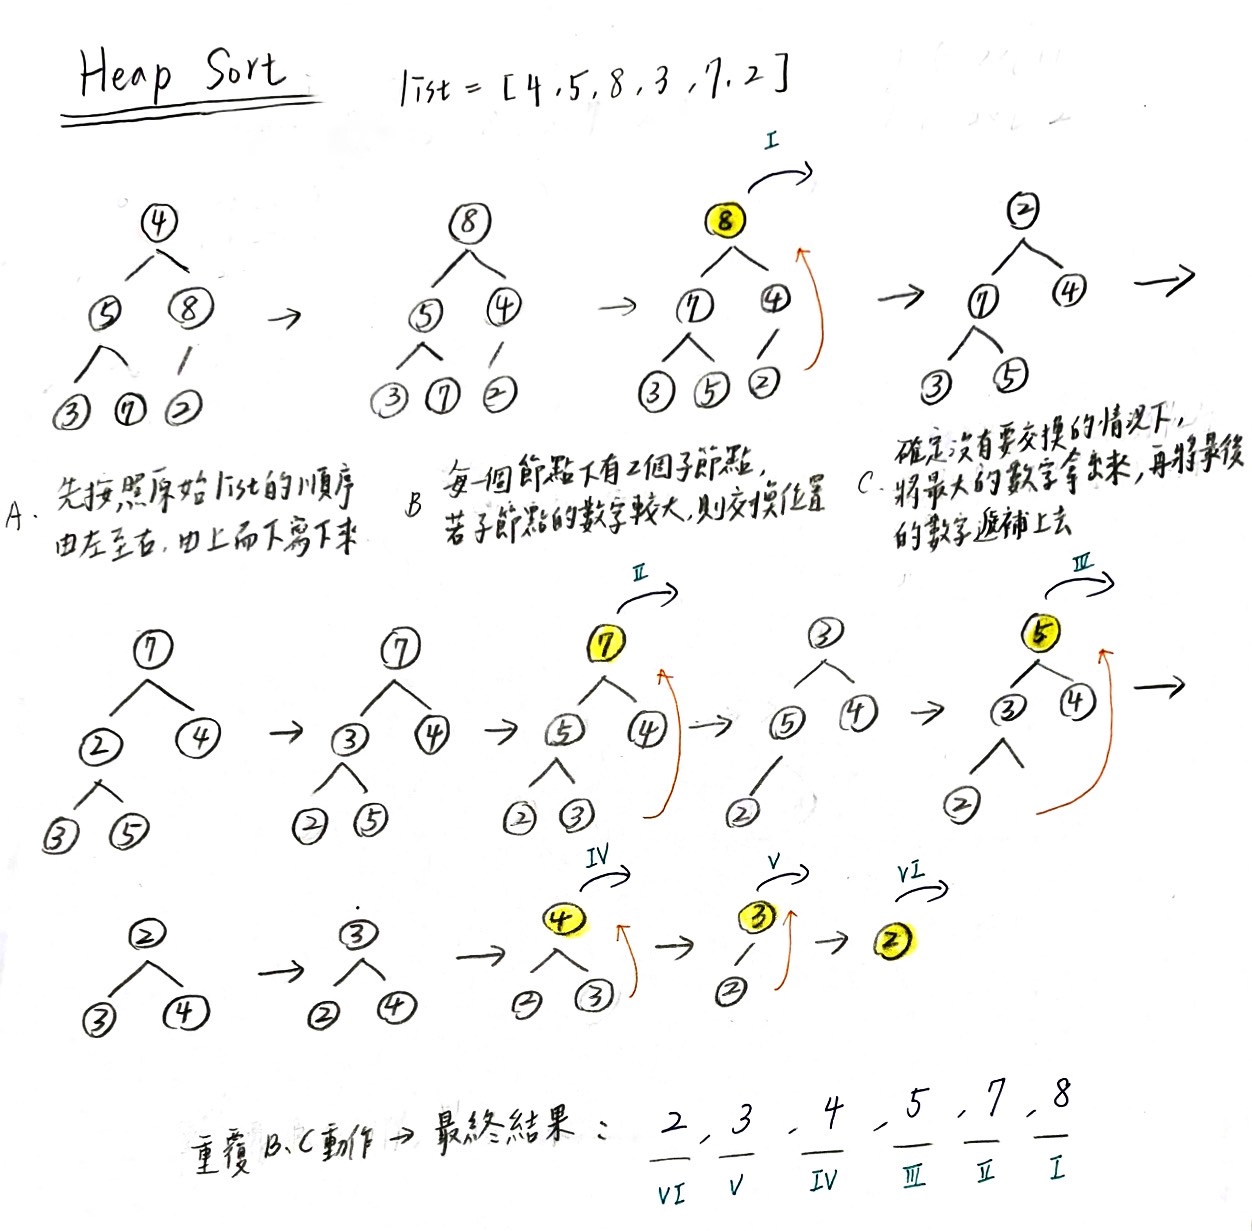 Heap Sort
list = [4,5,8,3,7,2]
I
4
8
8
2
5 8
5 4
7 4
7 4
3 7 2
3 7 2
3 5 2
3 5
A. 先按照原始list的順序
由左至右,由上而下寫下來
B 每一個節點下有2個子節點,
若子節點的數字較大,則交換位置
C. 確定沒有要交換的情況下,
將最大的數字拿出來,再將最後
的數字遞補上去
II
III
7
7
7
3
5
2 4
3 4
5 4
5 4
3 4
3 5
2 5
2 3
2
2
IV
V
VI
2
3
4
3
2
3 4
2 4
2 3
2
重覆B、C動作→最終結果: 2, 3, 4, 5, 7, 8
VI V IV III II I